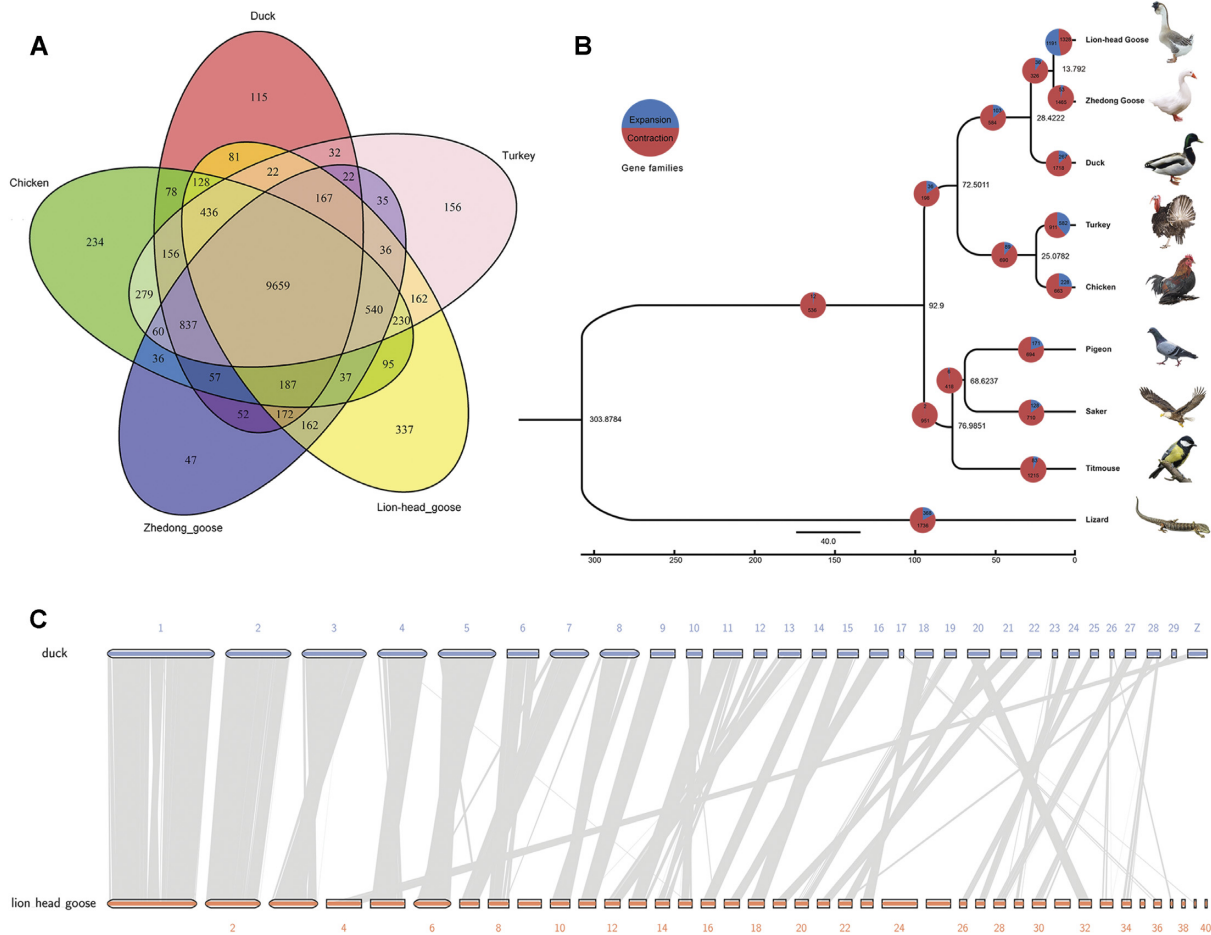 A
Duck
115
Turkey
32
81
22
22
128
Chicken
78
167
35
156
436
234
36
156
9659
279
162
540
230
60
837
36
95
57
187
37
52
172
162
337
47
Lion-head_goose
Zhedong_goose
B
Expansion
Contraction
Gene families
Lion-head Goose
13.792
Zhedong Goose
28.4222
Duck
72.5011
Turkey
25.0782
Chicken
92.9
Pigeon
68.6237
Saker
76.9851
303.8784
Titmouse
Lizard
40.0
300 250 200 150 100 50 0
C
1 2 3 4 5 6 7 8 9 10 11 12 13 14 15 16 17 18 19 20 21 22 23 24 25 26 27 28 29 Z
duck
lion head goose
2 4 6 8 10 12 14 16 18 20 22 24 26 28 30 32 34 36 38 40